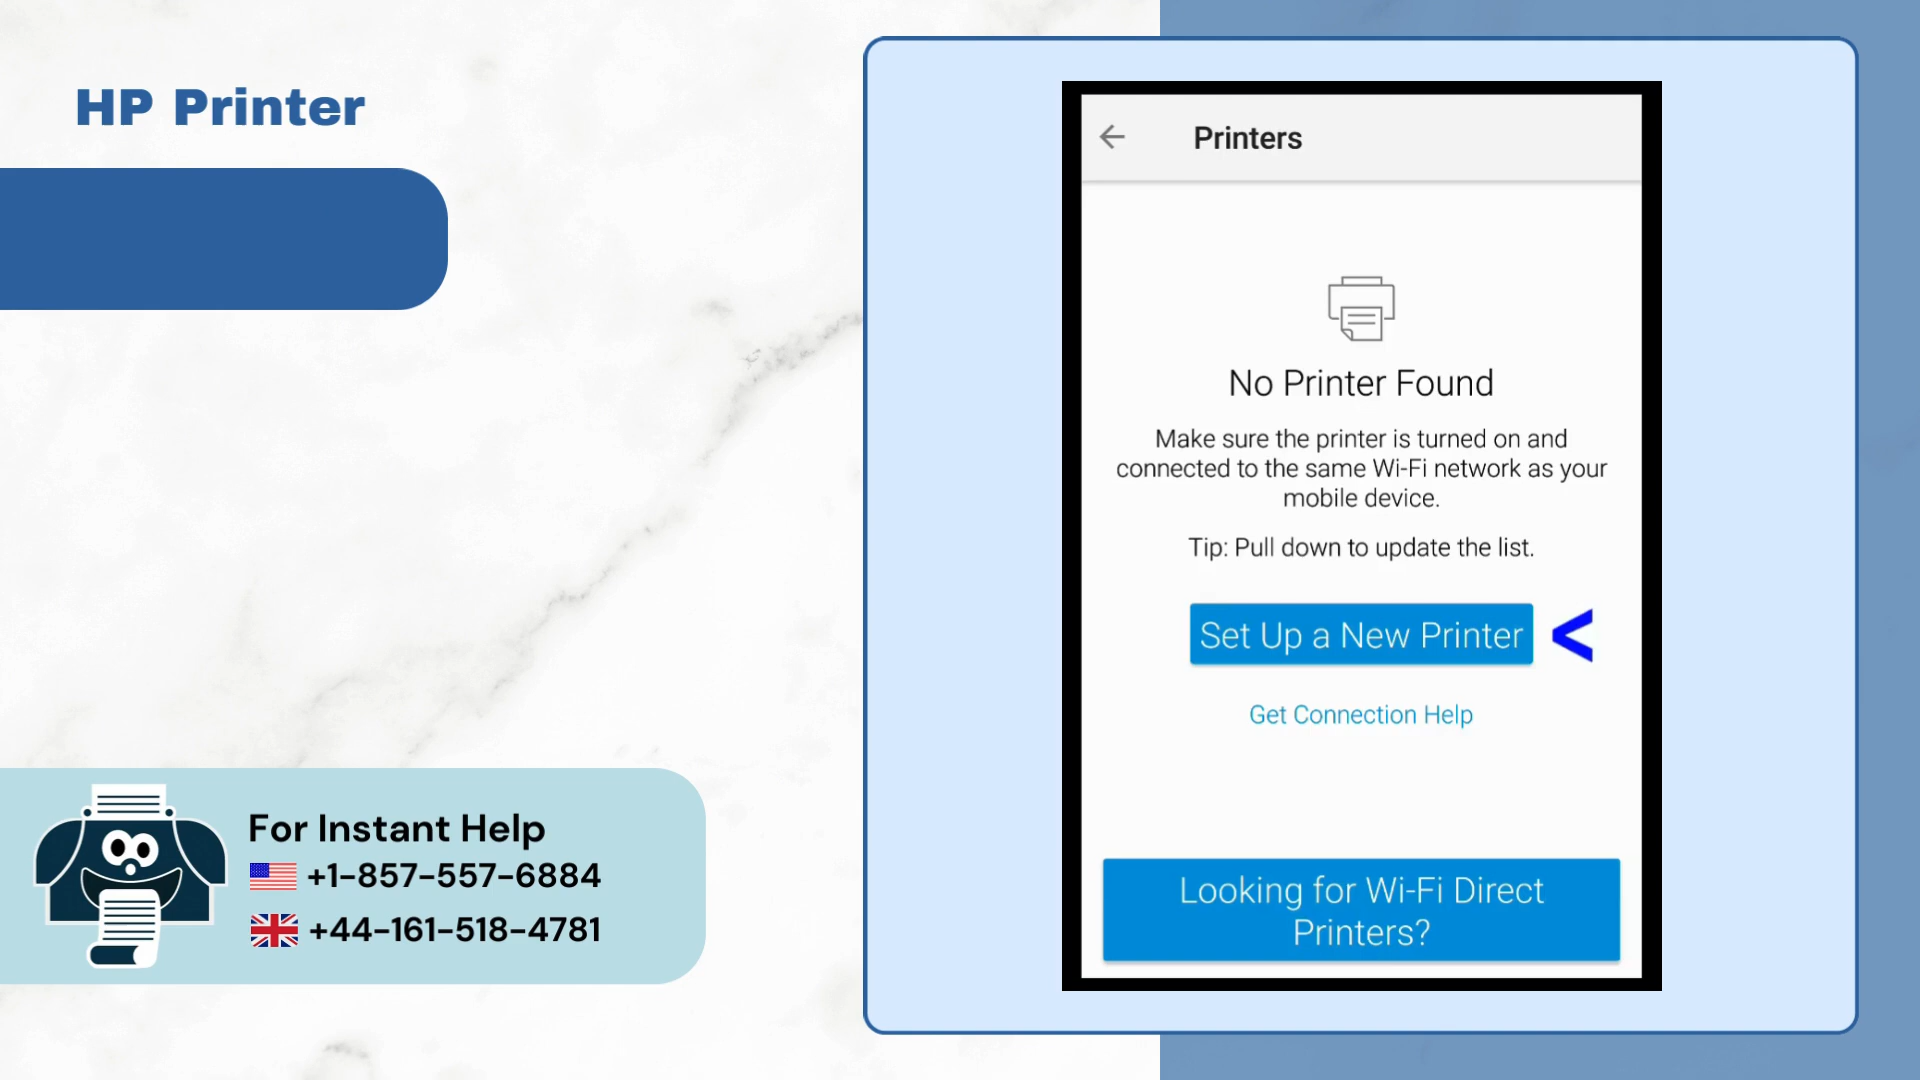 HP Printer
For Instant Help
+1-857-557-6884
+44-161-518-4781
Printers
No Printer Found
Make sure the printer is turned on and
connected to the same Wi-Fi network as your
mobile device.
Tip: Pull down to update the list.
Set Up a New Printer <
Get Connection Help
Looking for Wi-Fi Direct
Printers?